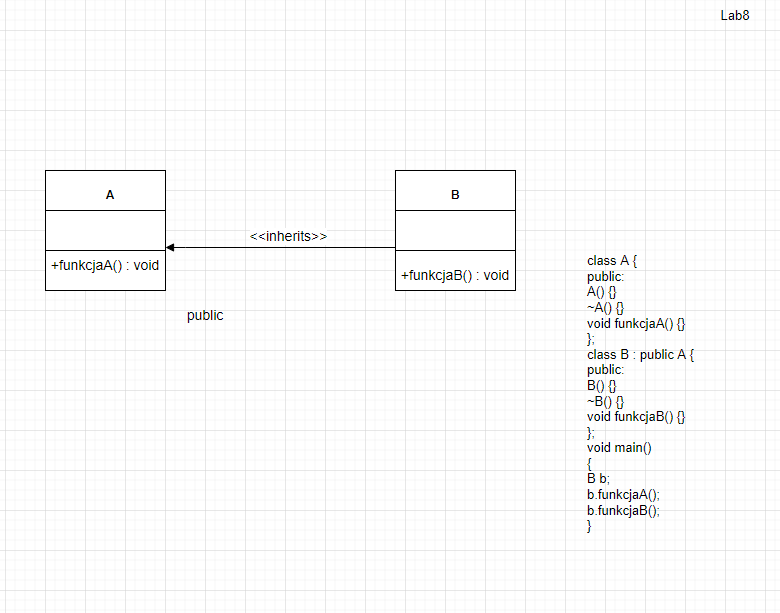 Lab8
A
B
<<inherits>>
+funkcjaA() : void
+funkcjaB() : void
public
class A {
public:
A() {}
~A() {}
void funkcjaA() {}
};
class B : public A {
public:
B() {}
~B() {}
void funkcjaB() {}
};
void main()
{
B b;
b.funkcjaA();
b.funkcjaB();
}